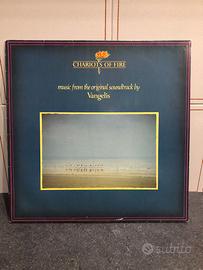 CHARIOTS OF FIRE
music from the original soundtrack by
Vangelis
subito